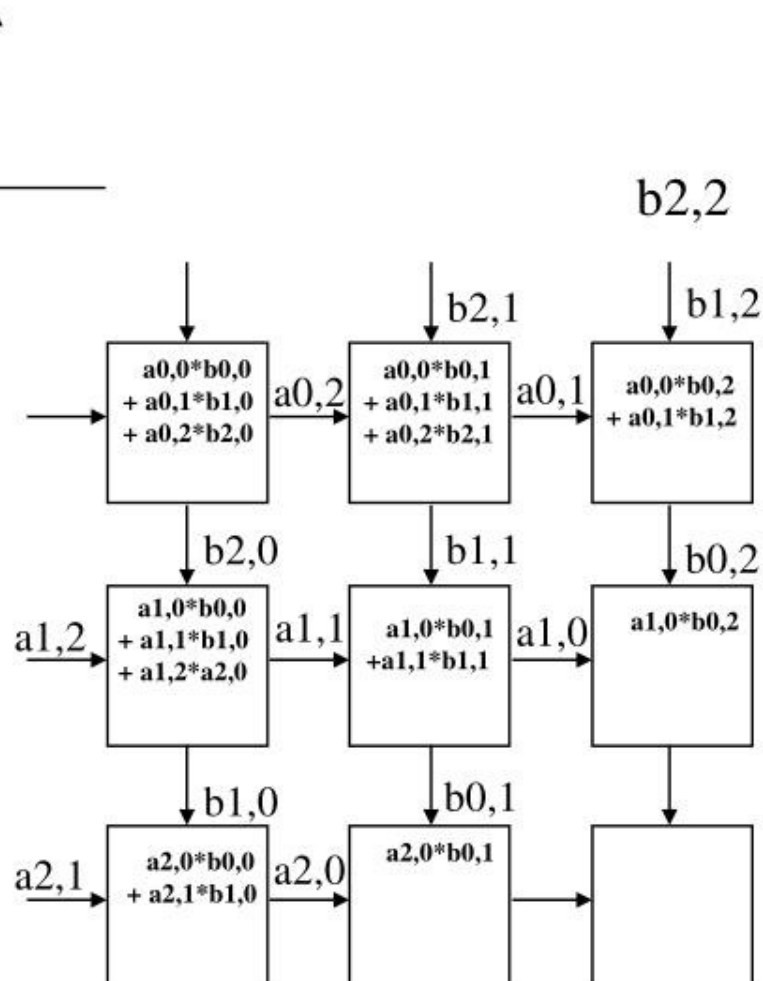 b2,2
b2,1
b1,2
a0,0*b0,0
+ a0,1*b1,0
+ a0,2*b2,0
a0,2
a0,0*b0,1
+ a0,1*b1,1
+ a0,2*b2,1
a0,1
a0,0*b0,2
+ a0,1*b1,2
b2,0
b1,1
b0,2
a1,2
a1,0*b0,0
+ a1,1*b1,0
+ a1,2*a2,0
a1,1
a1,0*b0,1
+a1,1*b1,1
a1,0
a1,0*b0,2
b1,0
b0,1
a2,1
a2,0*b0,0
+ a2,1*b1,0
a2,0
a2,0*b0,1